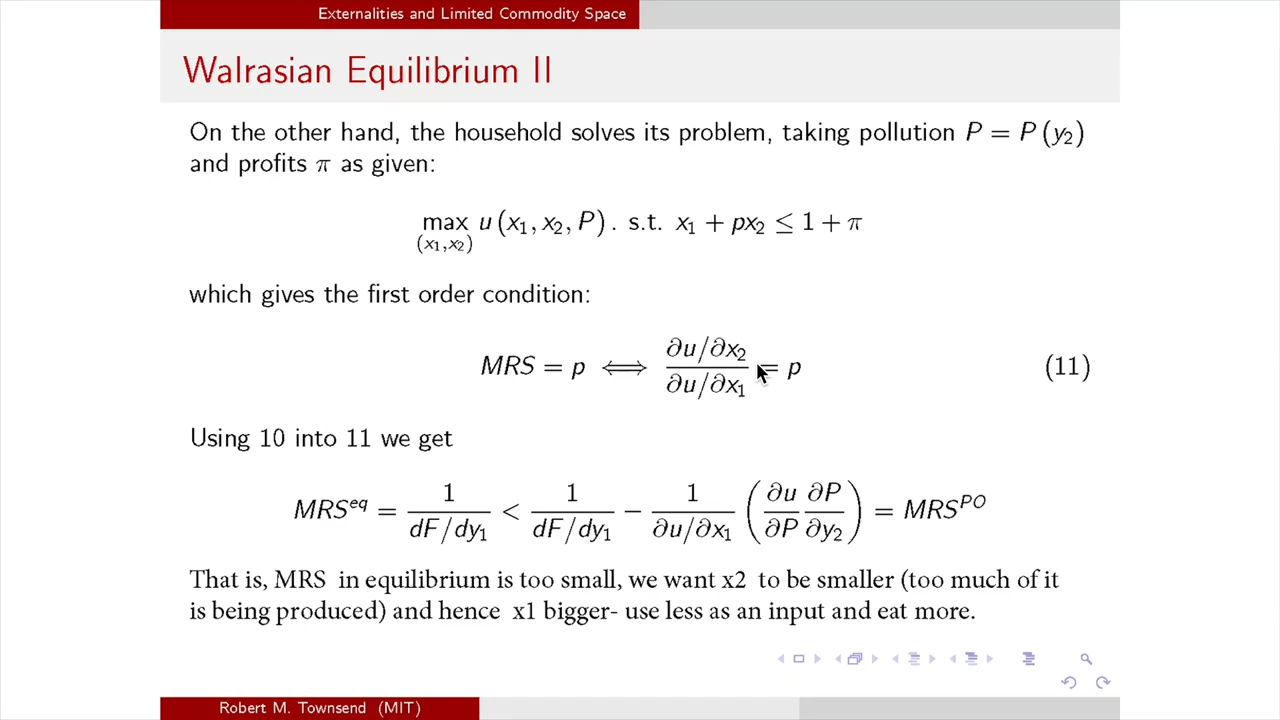 Externalities and Limited Commodity Space
Walrasian Equilibrium II
On the other hand, the household solves its problem, taking pollution P = P (y₂)
and profits π as given:
max u (x₁, x₂, P) . s.t. x₁ + px₂ ≤ 1 + π
(x₁,x₂)
which gives the first order condition:
MRS = p ⟺ (∂u/∂x₂)/(∂u/∂x₁) = p (11)
Using 10 into 11 we get
MRS^eq = 1/(dF/dy₁) < 1/(dF/dy₁) − 1/(∂u/∂x₁) (∂u/∂P ∂P/∂y₂) = MRS^PO
That is, MRS in equilibrium is too small, we want x2 to be smaller (too much of it
is being produced) and hence x1 bigger- use less as an input and eat more.
Robert M. Townsend (MIT)